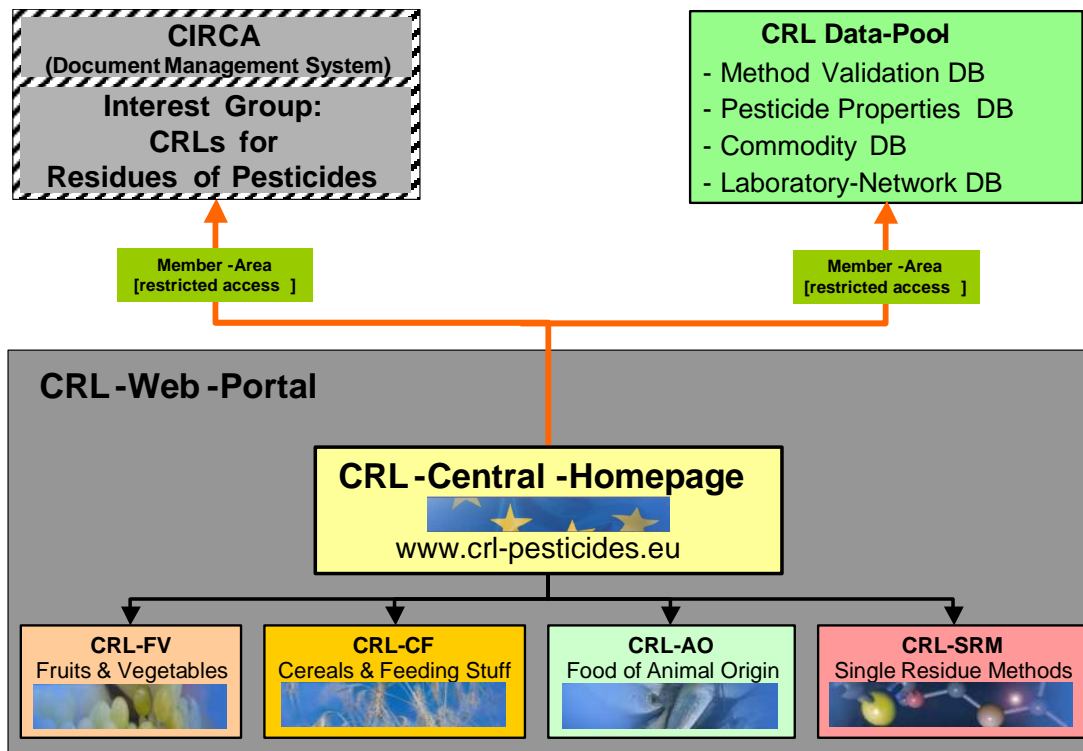 CIRCA
(Document Management System)
Interest Group:
CRLs for
Residues of Pesticides
CRL Data-Pool
- Method Validation DB
- Pesticide Properties DB
- Commodity DB
- Laboratory-Network DB
Member -Area
[restricted access ]
Member -Area
[restricted access ]
CRL -Web -Portal
CRL -Central -Homepage
www.crl-pesticides.eu
CRL-FV
Fruits & Vegetables
CRL-CF
Cereals & Feeding Stuff
CRL-AO
Food of Animal Origin
CRL-SRM
Single Residue Methods